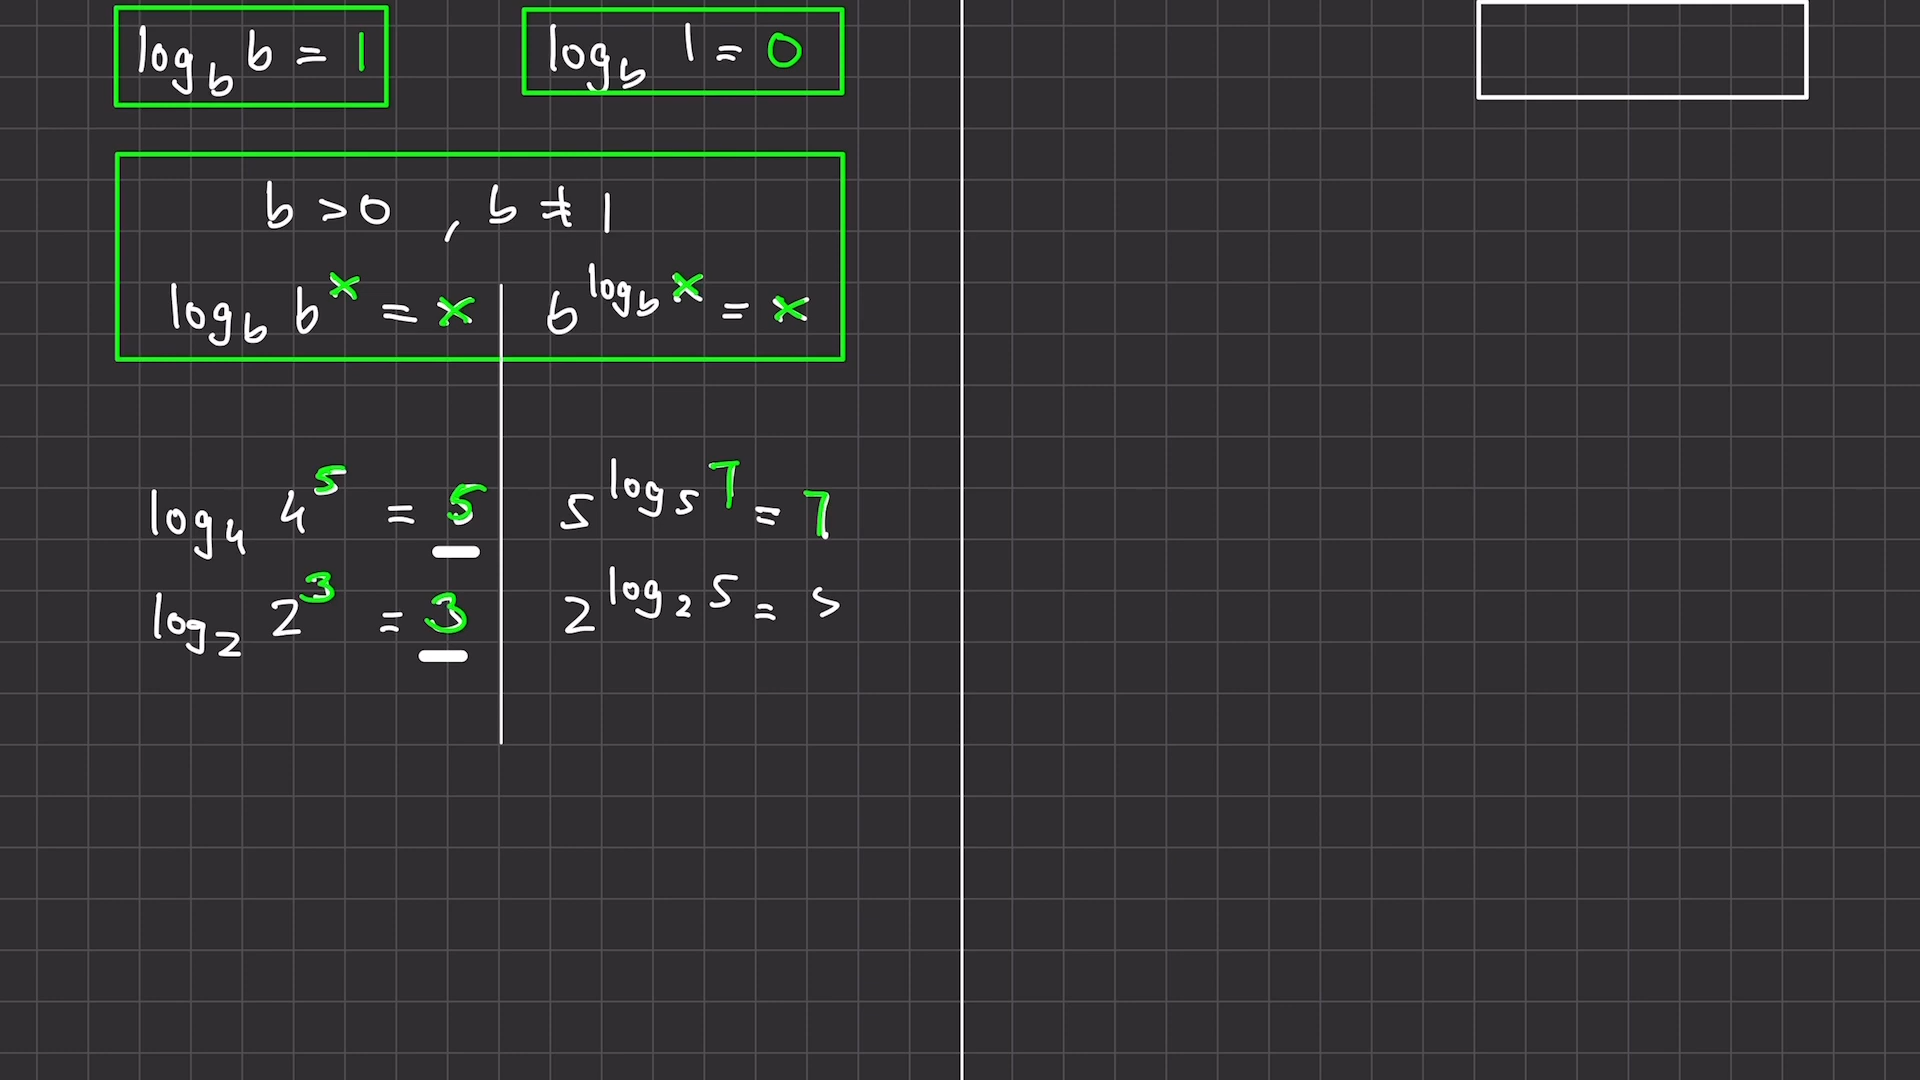 log_b b = 1
log_b 1 = 0
b > 0 , b ≠ 1
log_b b^x = x
b^(log_b x) = x
log_4 4^5 = 5
5^(log_5 7) = 7
log_2 2^3 = 3
2^(log_2 5) =